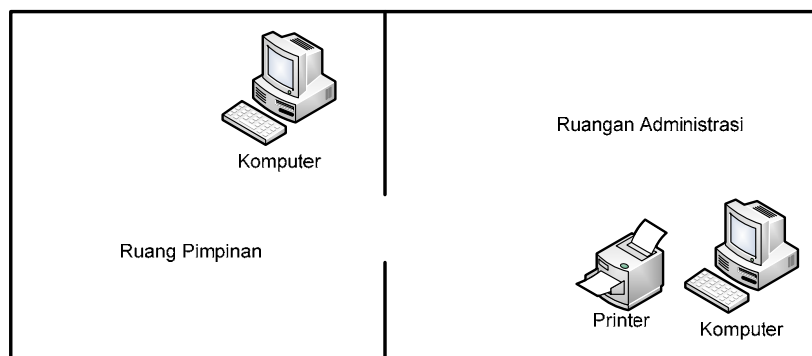 Komputer
Ruang Pimpinan
Ruangan Administrasi
Printer
Komputer